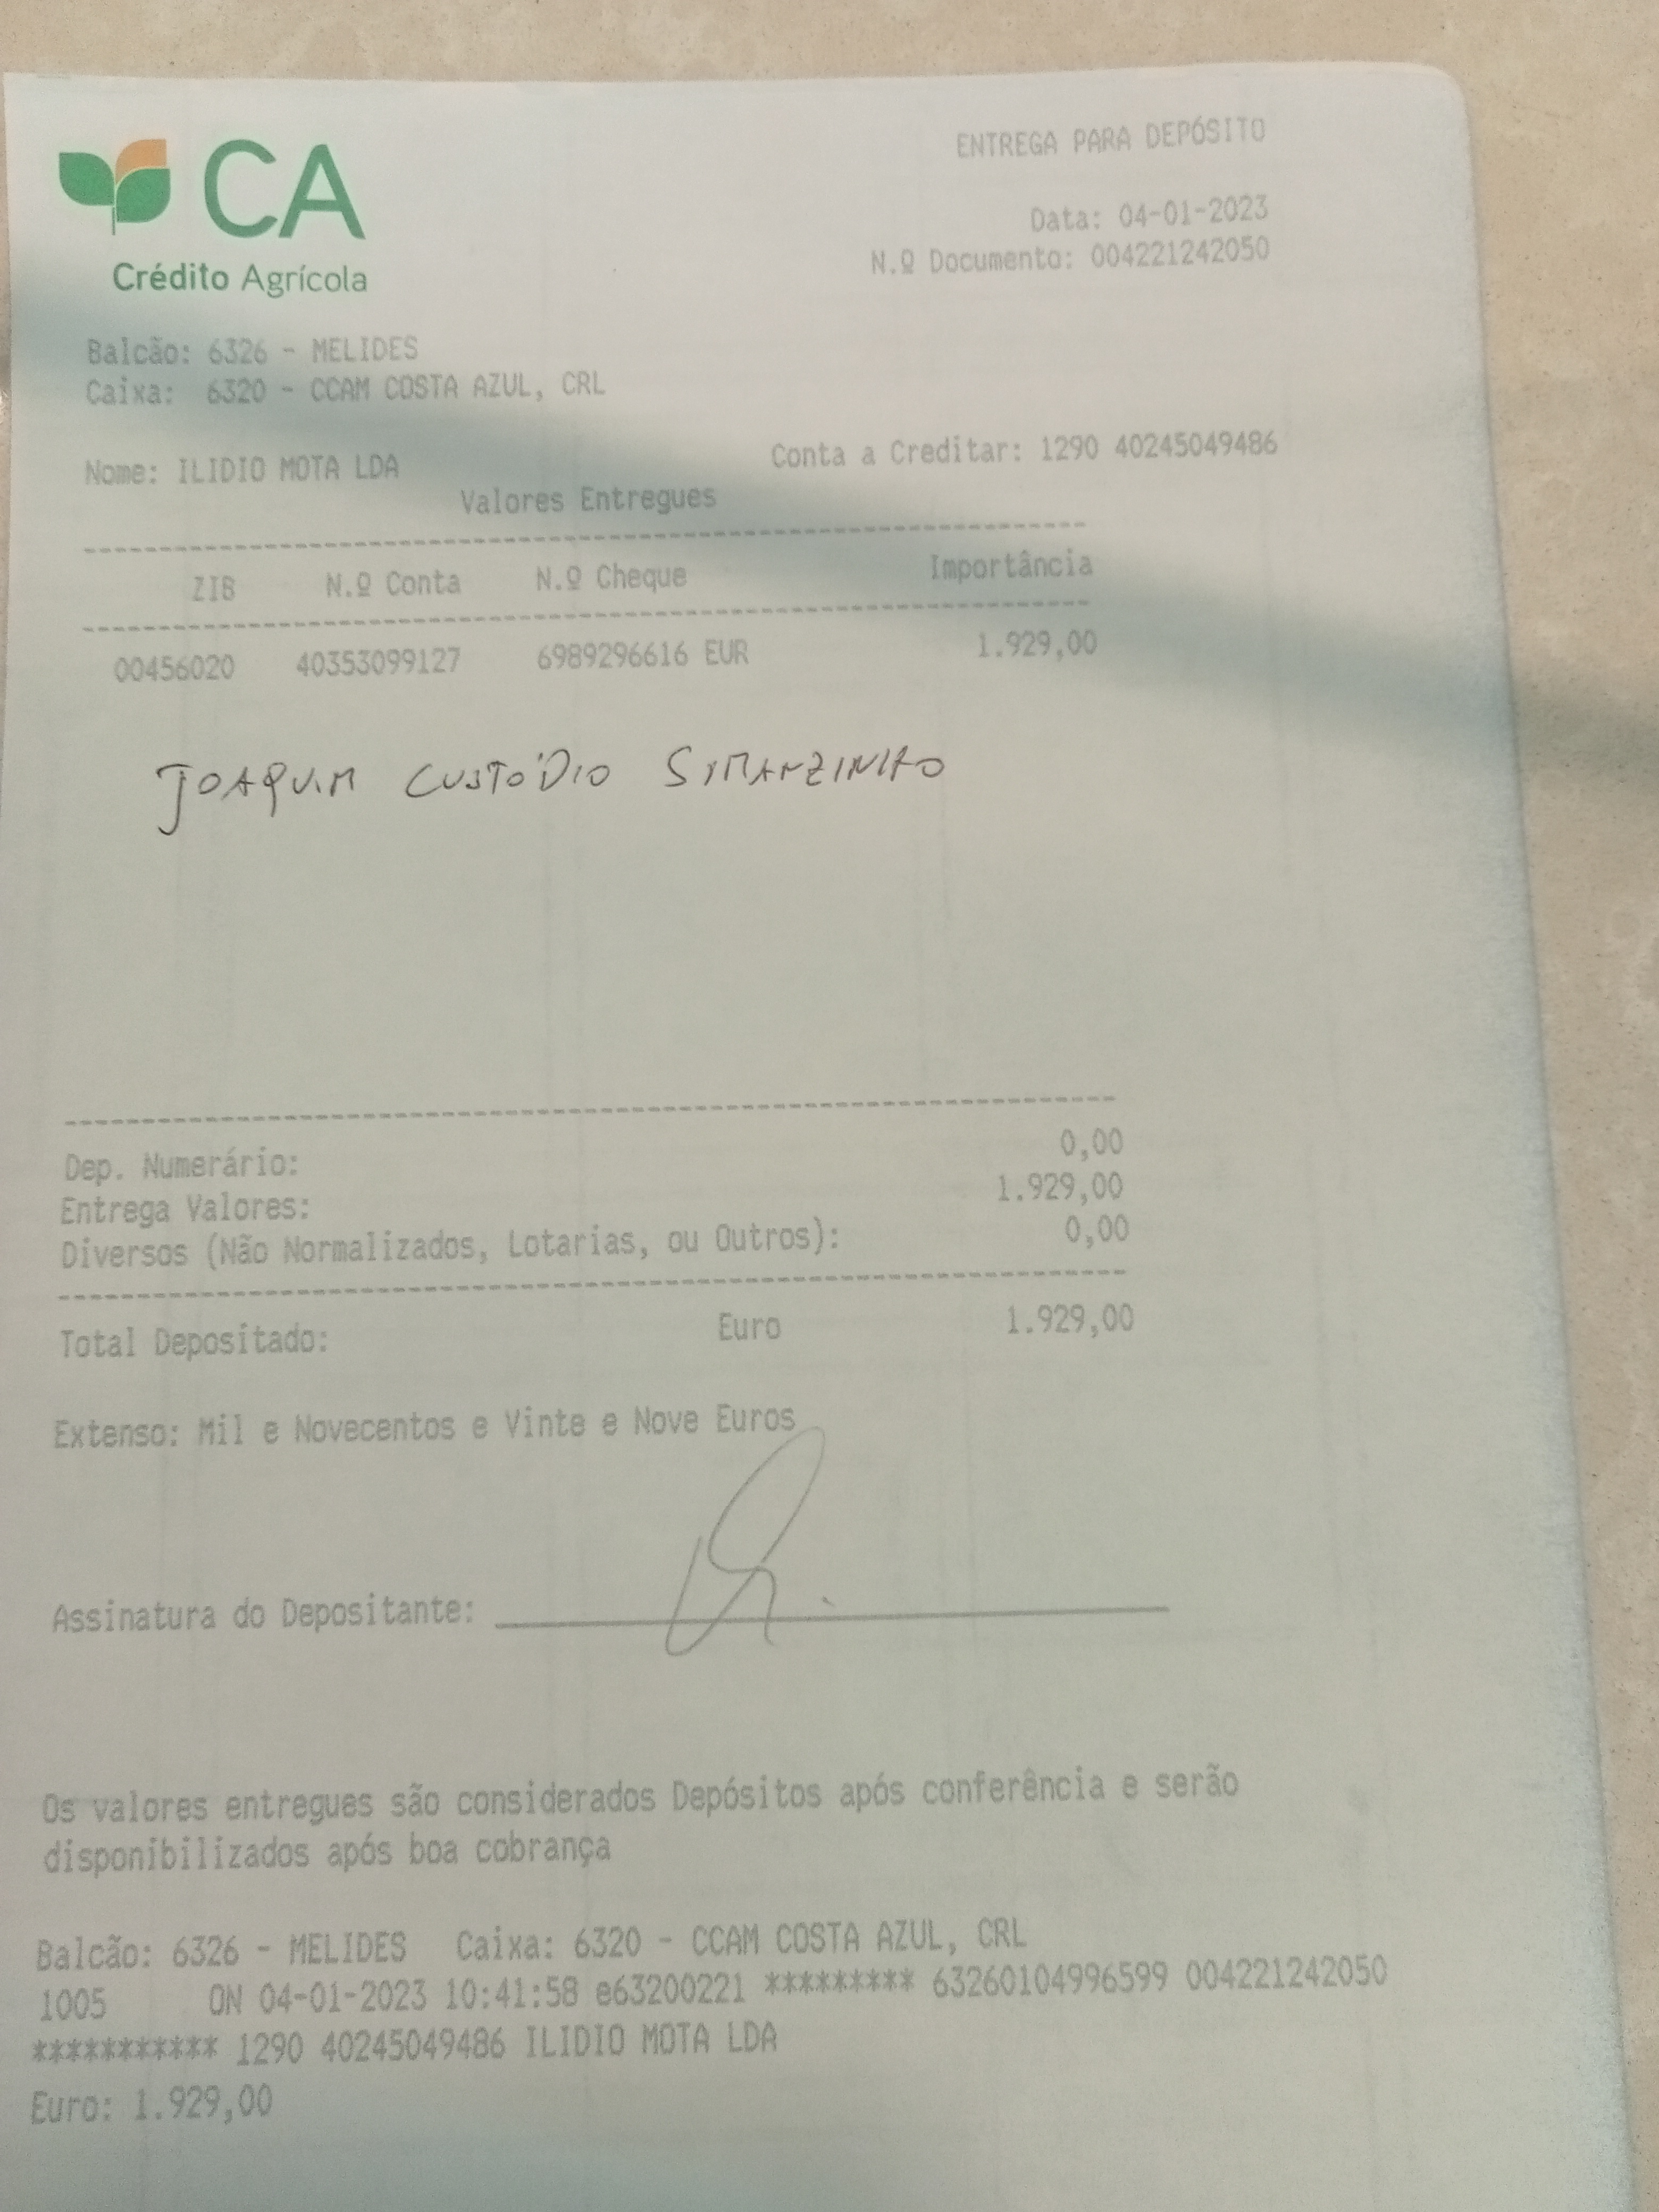 CA
Crédito Agrícola
ENTREGA PARA DEPÓSITO
Data: 04-01-2023
N.º Documento: 004221242050
Balcão: 6326 - MELIDES
Caixa: 6320 - CCAM COSTA AZUL, CRL
Nome: ILIDIO MOTA LDA Conta a Creditar: 1290 40245049486
Valores Entregues
ZIB N.º Conta N.º Cheque Importância
00456020 40353099127 6989296616 EUR 1.929,00
JOAQUIM CUSTÓDIO
Dep. Numerário: 0,00
Entrega Valores: 1.929,00
Diversos (Não Normalizados, Lotarias, ou Outros): 0,00
Total Depositado: Euro 1.929,00
Extenso: Mil e Novecentos e Vinte e Nove Euros
Assinatura do Depositante:
Os valores entregues são considerados Depósitos após conferência e serão
disponibilizados após boa cobrança
Balcão: 6326 - MELIDES Caixa: 6320 - CCAM COSTA AZUL, CRL
1005 ON 04-01-2023 10:41:58 e63200221 ********* 63260104996599 004221242050
*********** 1290 40245049486 ILIDIO MOTA LDA
Euro: 1.929,00